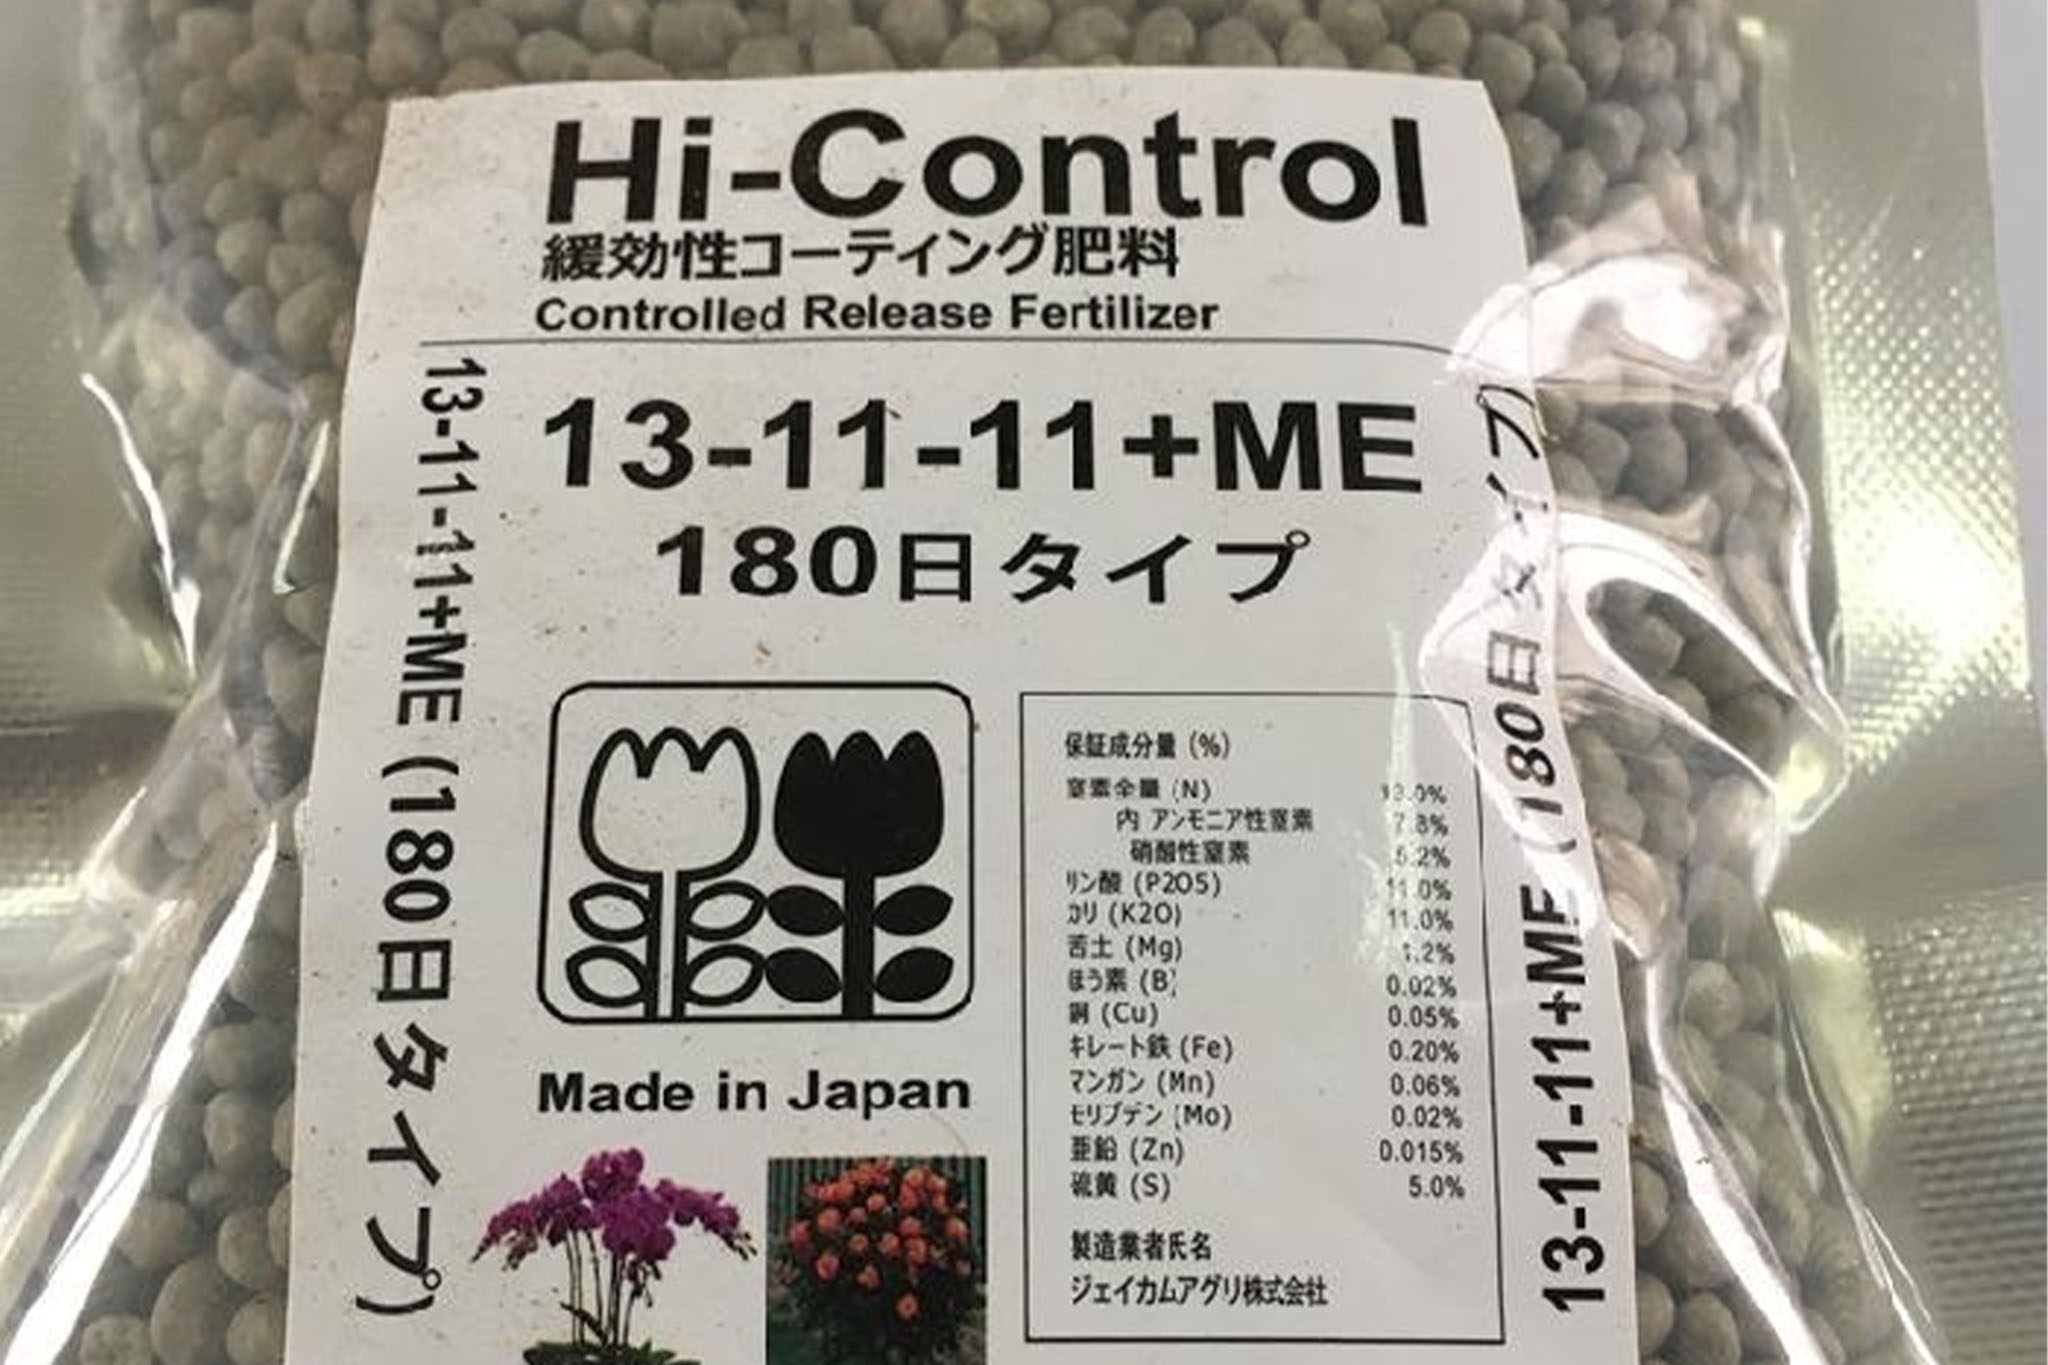 Hi-Control
緩効性コーティング肥料
Controlled Release Fertilizer
13-11-11+ME
180日タイプ
13-11-11+ME (180日タイプ)
13-11-11+ME (180日タイプ
保証成分量 (%)
窒素全量 (N) 13.0%
内 アンモニア性窒素 7.8%
硝酸性窒素 5.2%
リン酸 (P2O5) 11.0%
カリ (K2O) 11.0%
苦土 (Mg) 1.2%
ほう素 (B) 0.02%
銅 (Cu) 0.05%
キレート鉄 (Fe) 0.20%
マンガン (Mn) 0.06%
モリブデン (Mo) 0.02%
亜鉛 (Zn) 0.015%
硫黄 (S) 5.0%
製造業者氏名
ジェイカムアグリ株式会社
Made in Japan